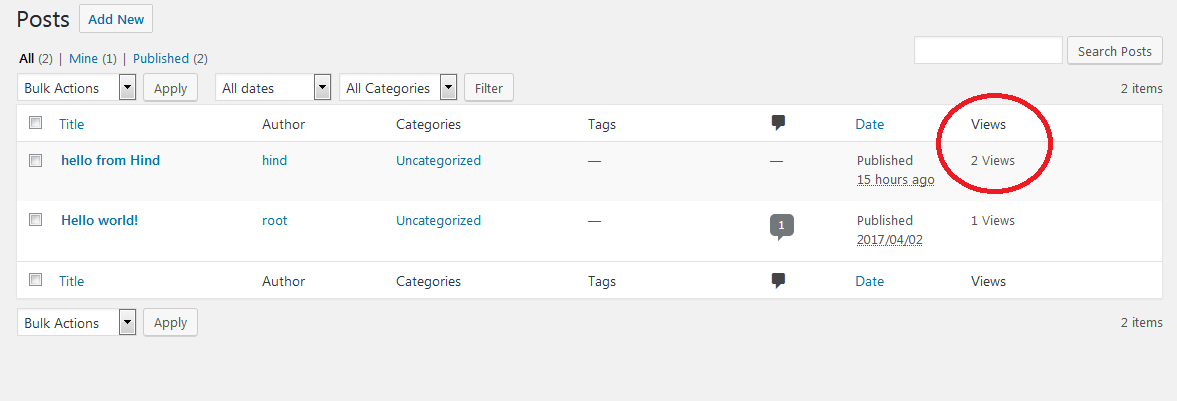 Posts Add New
All (2) | Mine (1) | Published (2)
Search Posts
Bulk Actions Apply All dates All Categories Filter 2 items
Title Author Categories Tags Date Views
hello from Hind hind Uncategorized — — Published 2 Views
15 hours ago
Hello world! root Uncategorized — 1 Published 1 Views
2017/04/02
Title Author Categories Tags Date Views
Bulk Actions Apply 2 items